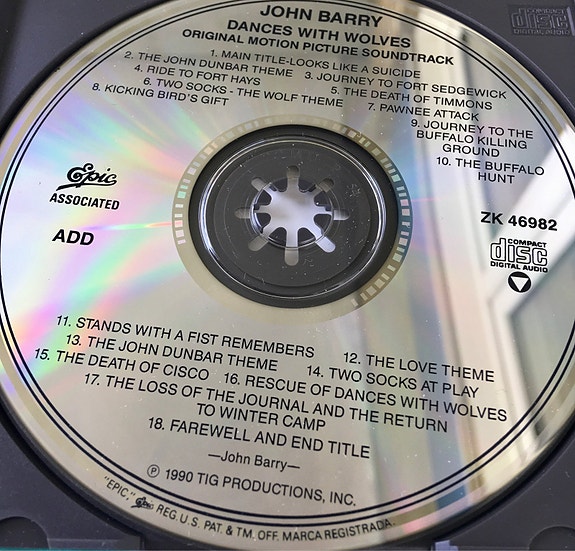 JOHN BARRY
DANCES WITH WOLVES
ORIGINAL MOTION PICTURE SOUNDTRACK
1. MAIN TITLE-LOOKS LIKE A SUICIDE
2. THE JOHN DUNBAR THEME 3. JOURNEY TO FORT SEDGEWICK
4. RIDE TO FORT HAYS 5. THE DEATH OF TIMMONS
6. TWO SOCKS - THE WOLF THEME 7. PAWNEE ATTACK
8. KICKING BIRD'S GIFT
9. JOURNEY TO THE
BUFFALO KILLING
GROUND
10. THE BUFFALO
HUNT
Epic
ASSOCIATED
ADD
ZK 46982
COMPACT
disc
DIGITAL AUDIO
11. STANDS WITH A FIST REMEMBERS 12. THE LOVE THEME
13. THE JOHN DUNBAR THEME 14. TWO SOCKS AT PLAY
15. THE DEATH OF CISCO 16. RESCUE OF DANCES WITH WOLVES
17. THE LOSS OF THE JOURNAL AND THE RETURN
TO WINTER CAMP
18. FAREWELL AND END TITLE
—John Barry—
℗ 1990 TIG PRODUCTIONS, INC.
"EPIC," Epic REG. U.S. PAT. & TM. OFF. MARCA REGISTRADA.
COMPACT
disc
DIGITAL AUDIO